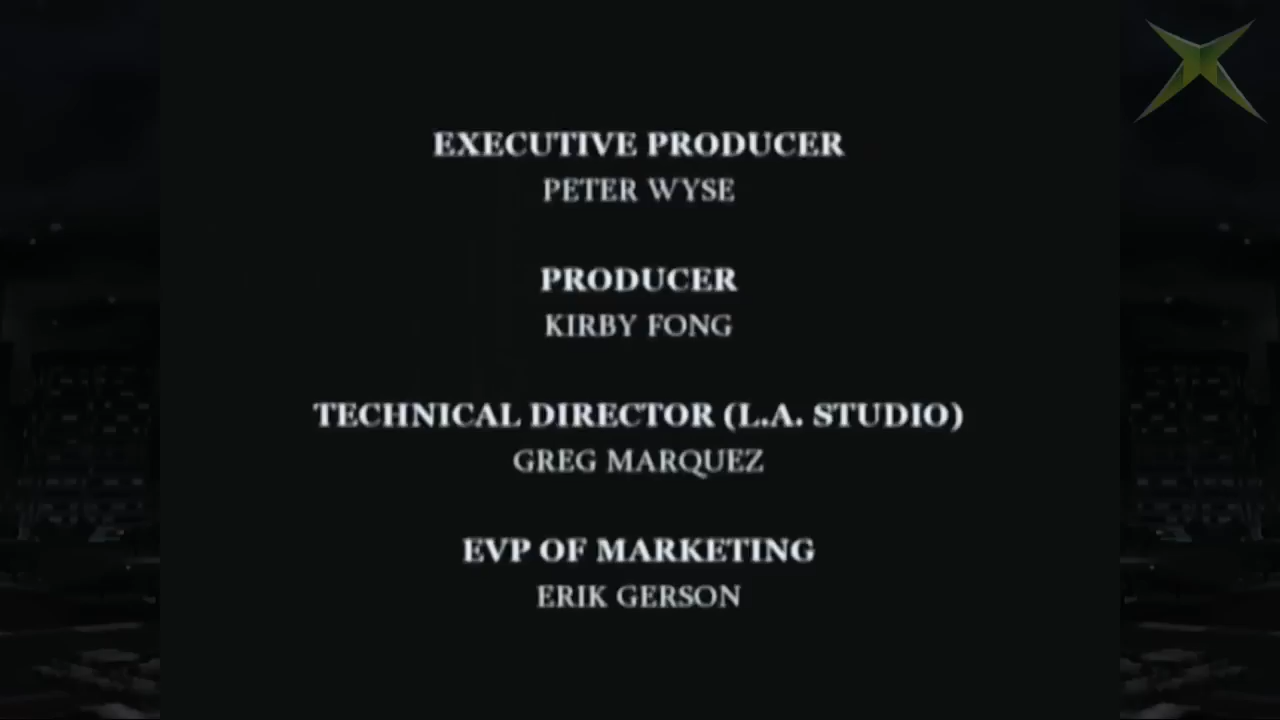 EXECUTIVE PRODUCER
PETER WYSE
PRODUCER
KIRBY FONG
TECHNICAL DIRECTOR (L.A. STUDIO)
GREG MARQUEZ
EVP OF MARKETING
ERIK GERSON